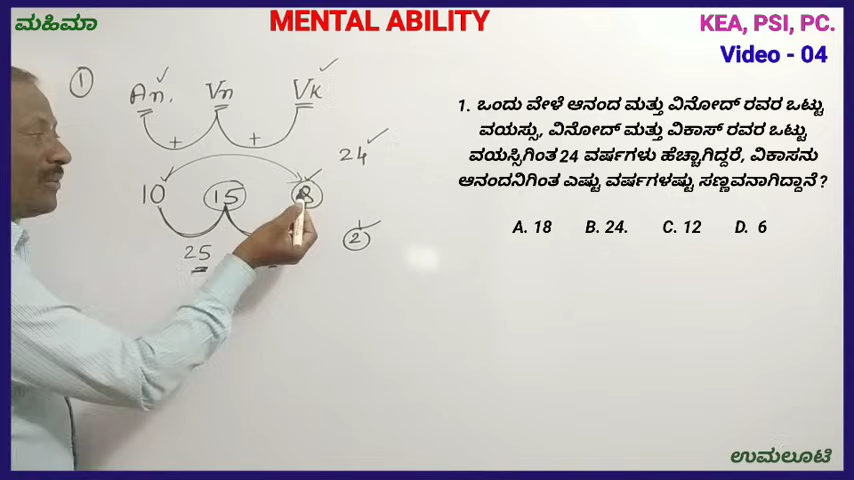 ಮಹಿಮಾ
MENTAL ABILITY
KEA, PSI, PC.
Video - 04
1
An. Vn Vk
+ +
24
10 15 8
25
2
1. ಒಂದು ವೇಳೆ ಆನಂದ ಮತ್ತು ವಿನೋದ್ ರವರ ಒಟ್ಟು
ವಯಸ್ಸು, ವಿನೋದ್ ಮತ್ತು ವಿಕಾಸ್ ರವರ ಒಟ್ಟು
ವಯಸ್ಸಿಗಿಂತ 24 ವರ್ಷಗಳು ಹೆಚ್ಚಾಗಿದ್ದರೆ, ವಿಕಾಸನು
ಆನಂದನಿಗಿಂತ ಎಷ್ಟು ವರ್ಷಗಳಷ್ಟು ಸಣ್ಣವನಾಗಿದ್ದಾನೆ ?
A. 18 B. 24. C. 12 D. 6
ಉಮಲೂಟಿ